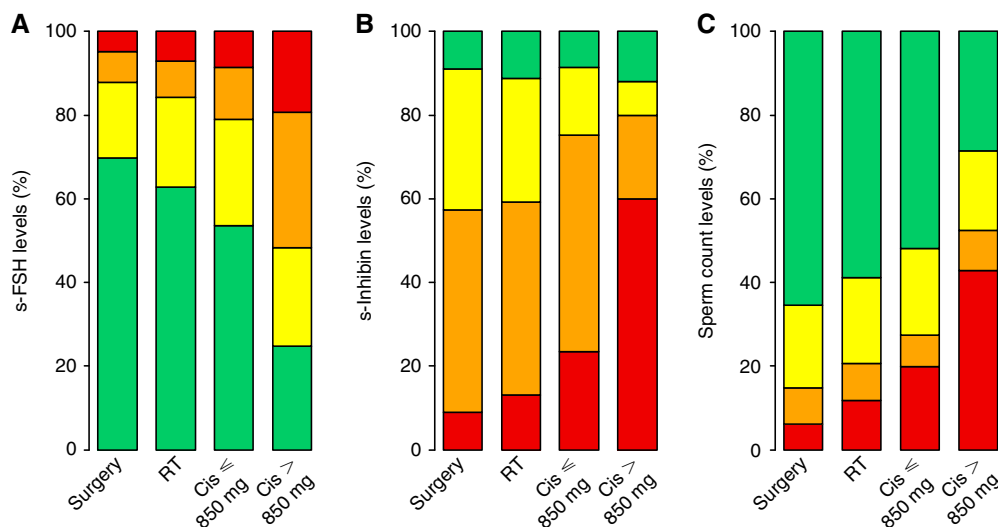 A
s-FSH levels (%)
100
80
60
40
20
0
Surgery
RT
Cis ≤
850 mg
Cis >
850 mg
B
s-Inhibin levels (%)
100
80
60
40
20
0
Surgery
RT
Cis ≤
850 mg
Cis >
850 mg
C
Sperm count levels (%)
100
80
60
40
20
0
Surgery
RT
Cis ≤
850 mg
Cis >
850 mg